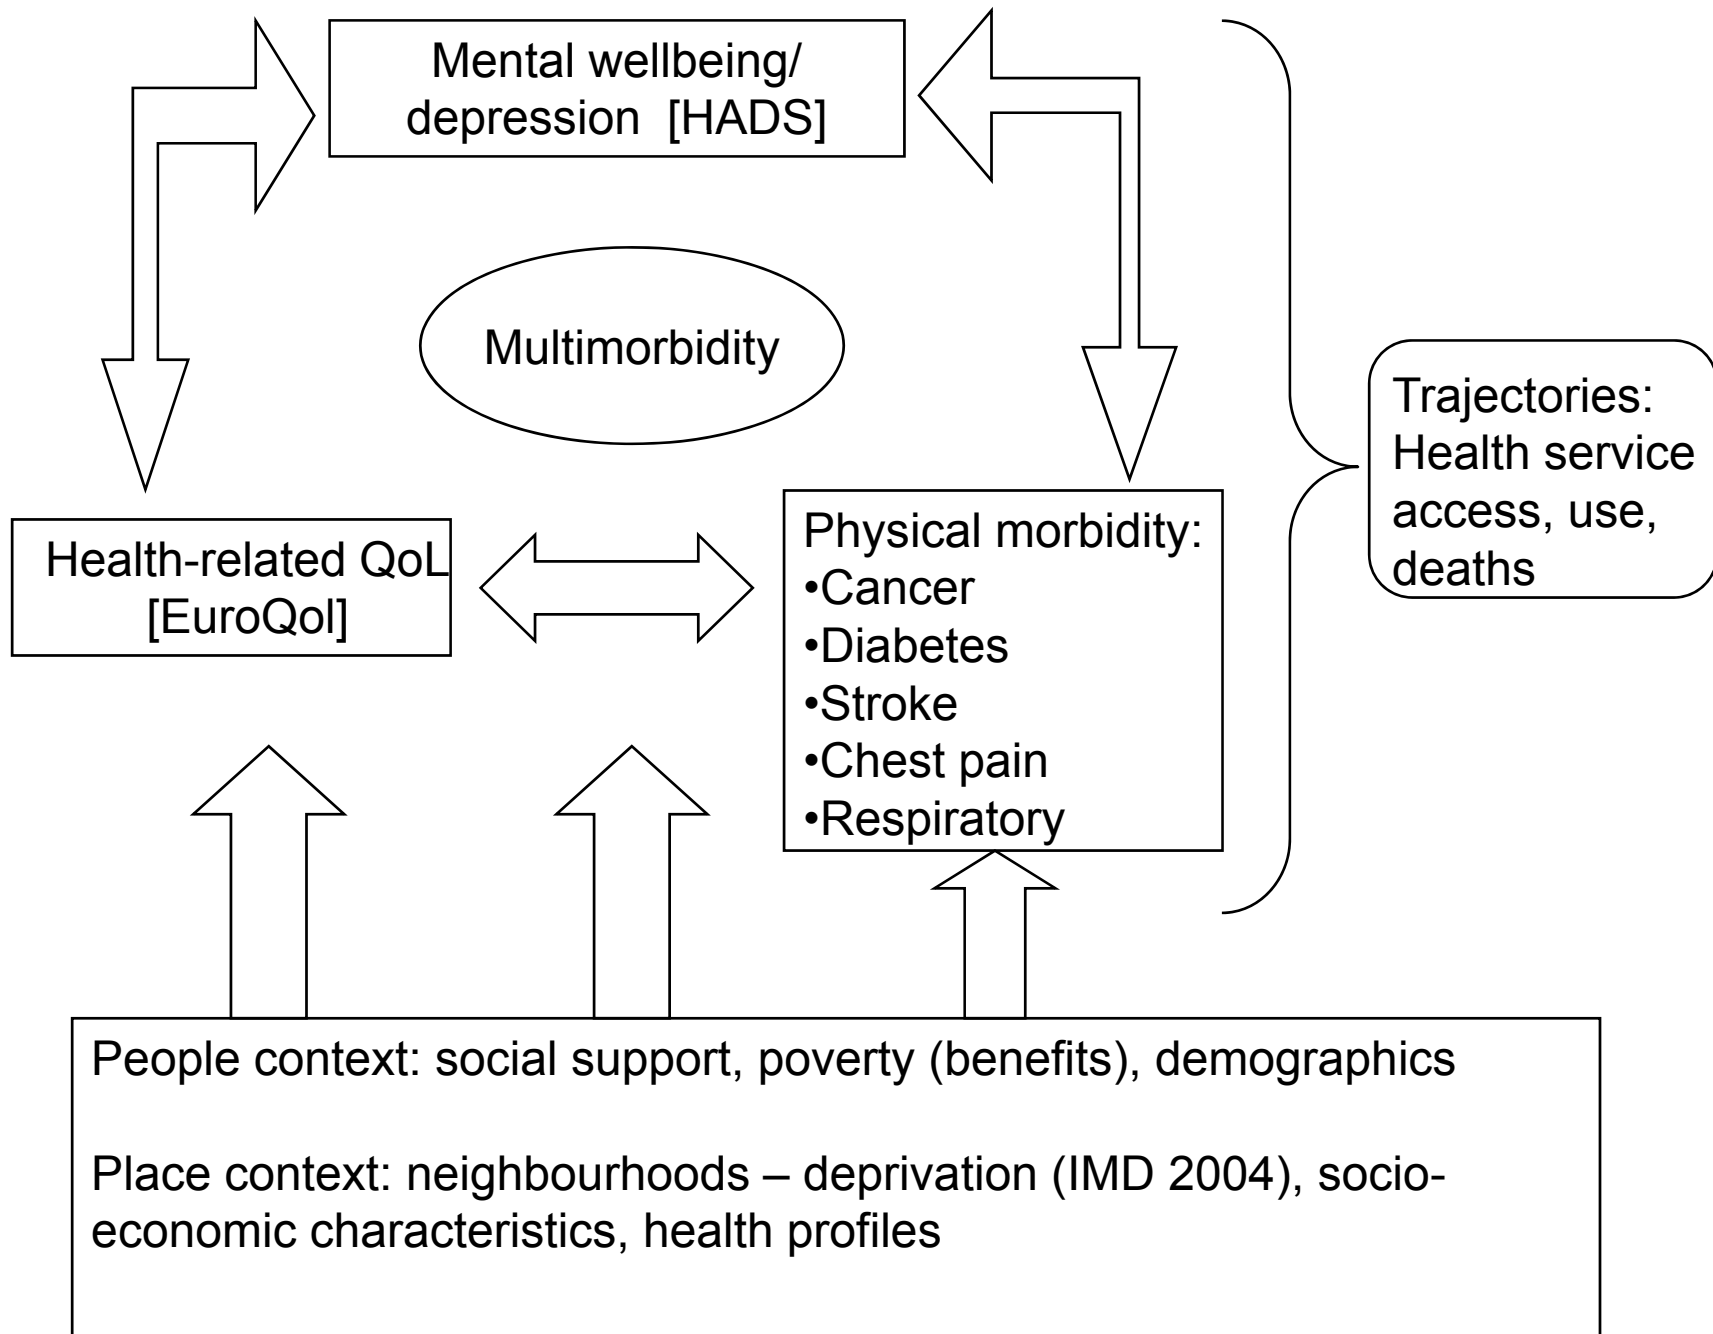 Mental wellbeing/
depression  [HADS]
Multimorbidity
Trajectories:
Health service
access, use,
deaths
Health-related QoL
[EuroQol]
Physical morbidity:
•Cancer
•Diabetes
•Stroke
•Chest pain
•Respiratory
People context: social support, poverty (benefits), demographics
Place context: neighbourhoods – deprivation (IMD 2004), socio-
economic characteristics, health profiles